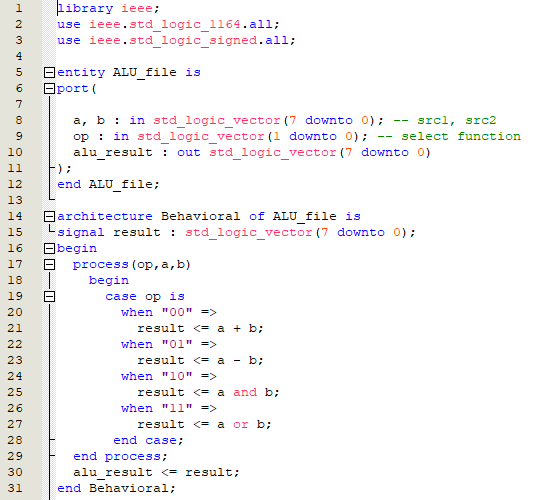 1 library ieee;
2 use ieee.std_logic_1164.all;
3 use ieee.std_logic_signed.all;
4
5 entity ALU_file is
6 port(
7
8 a, b : in std_logic_vector(7 downto 0); -- src1, src2
9 op : in std_logic_vector(1 downto 0); -- select function
10 alu_result : out std_logic_vector(7 downto 0)
11 );
12 end ALU_file;
13
14 architecture Behavioral of ALU_file is
15 signal result : std_logic_vector(7 downto 0);
16 begin
17 process(op,a,b)
18 begin
19 case op is
20 when "00" =>
21 result <= a + b;
22 when "01" =>
23 result <= a - b;
24 when "10" =>
25 result <= a and b;
26 when "11" =>
27 result <= a or b;
28 end case;
29 end process;
30 alu_result <= result;
31 end Behavioral;